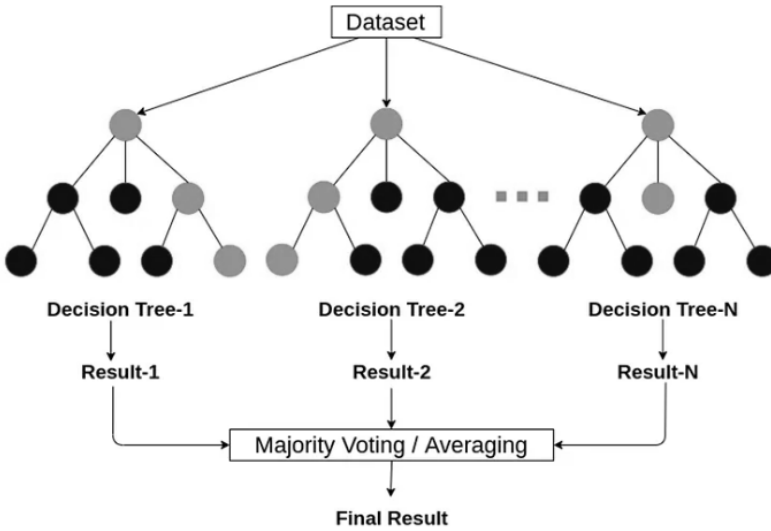 Dataset
Decision Tree-1
Decision Tree-2
Decision Tree-N
Result-1
Result-2
Result-N
Majority Voting / Averaging
Final Result